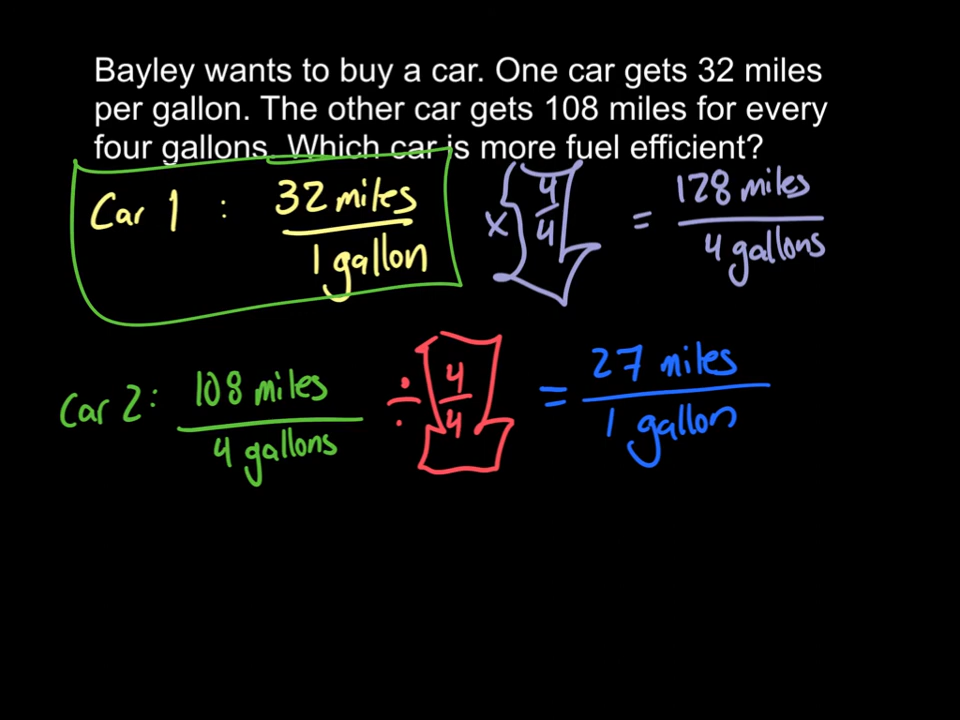 Bayley wants to buy a car. One car gets 32 miles
per gallon. The other car gets 108 miles for every
four gallons. Which car is more fuel efficient?
Car 1 : 32 miles / 1 gallon × 4/4 = 128 miles / 4 gallons
Car 2: 108 miles / 4 gallons ÷ 4/4 = 27 miles / 1 gallon